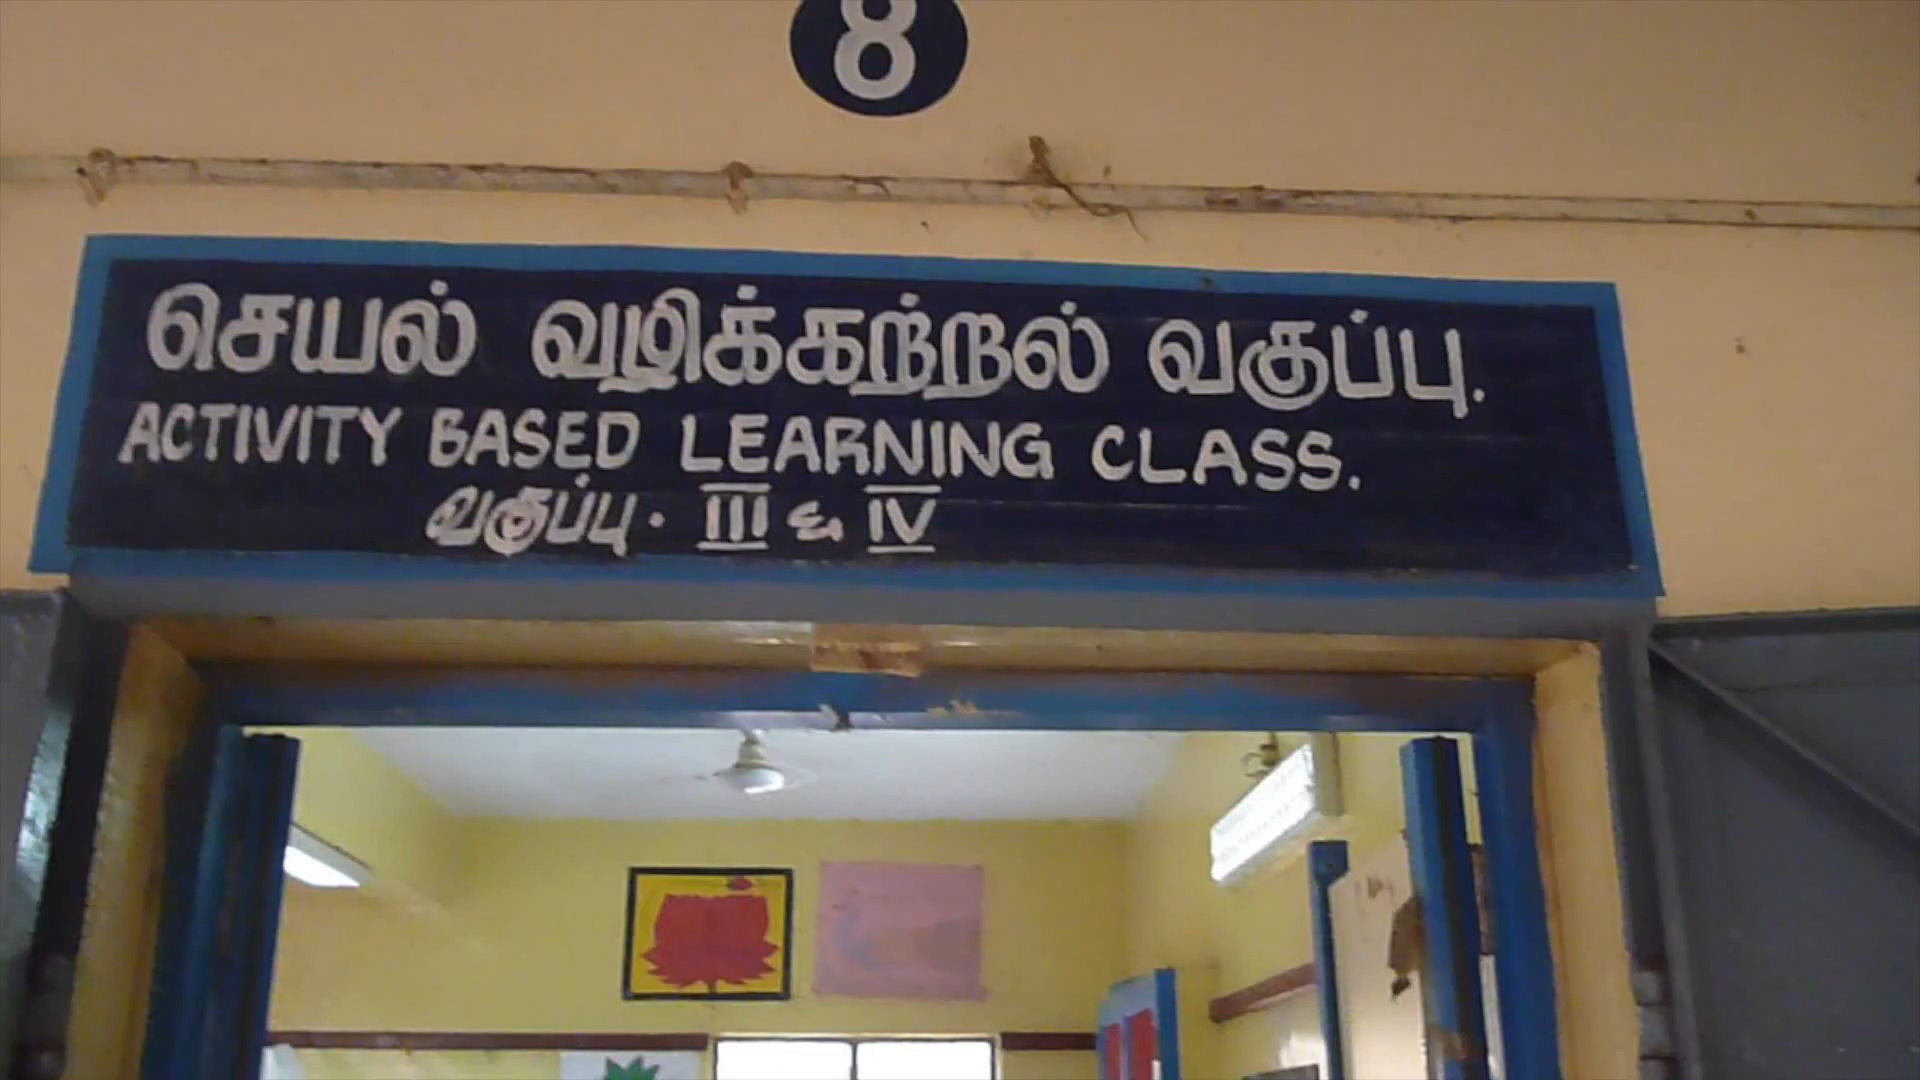 8
செயல் வழிக்கற்றல் வகுப்பு.
ACTIVITY BASED LEARNING CLASS.
வகுப்பு. III & IV